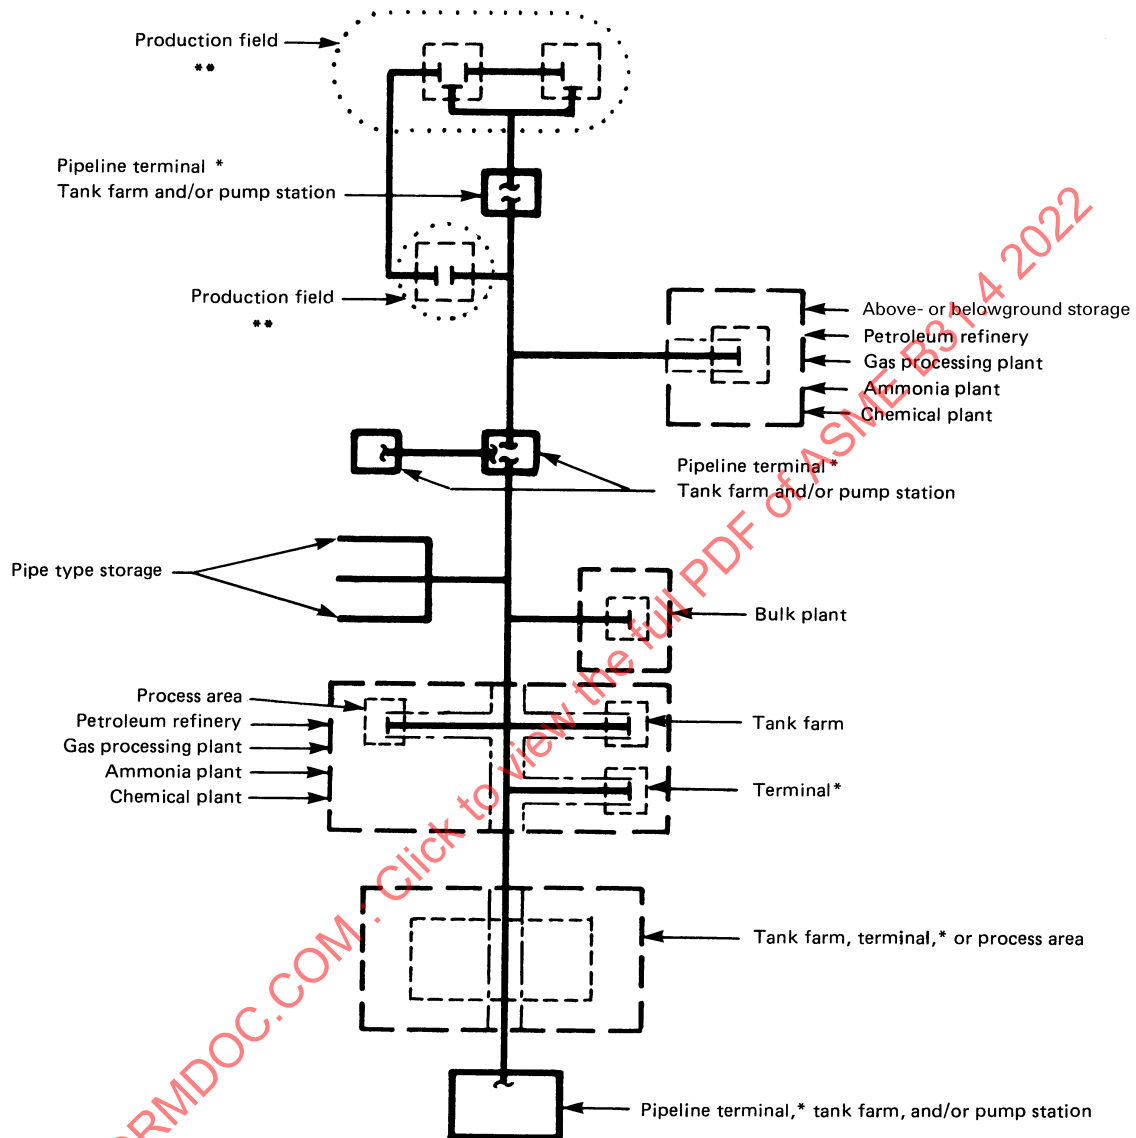 Production field
**
Pipeline terminal *
Tank farm and/or pump station
Production field
**
Above- or belowground storage
Petroleum refinery
Gas processing plant
Ammonia plant
Chemical plant
Pipeline terminal *
Tank farm and/or pump station
Pipe type storage
Bulk plant
Process area
Petroleum refinery
Gas processing plant
Ammonia plant
Chemical plant
Tank farm
Terminal*
Tank farm, terminal,* or process area
Pipeline terminal,* tank farm, and/or pump station
ORMDOC.COM : Click to view the full PDF of ASME B31.4 2022